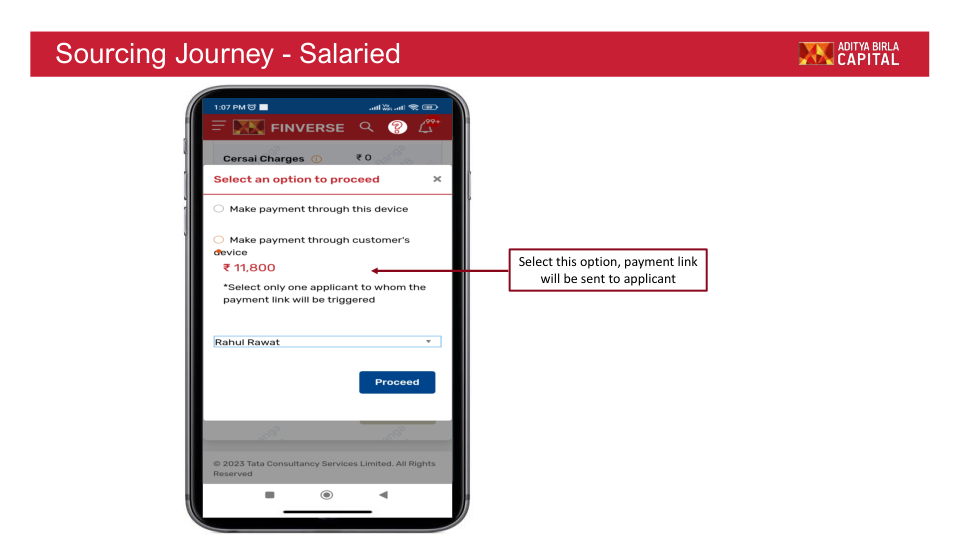 Sourcing Journey - Salaried
ADITYA BIRLA
CAPITAL
1:07 PM
FINVERSE
?
99+
Cersai Charges
₹ 0
Select an option to proceed
×
Make payment through this device
Make payment through customer's
device
₹ 11,800
*Select only one applicant to whom the
payment link will be triggered
Rahul Rawat
Proceed
© 2023 Tata Consultancy Services Limited. All Rights
Reserved
Select this option, payment link
will be sent to applicant